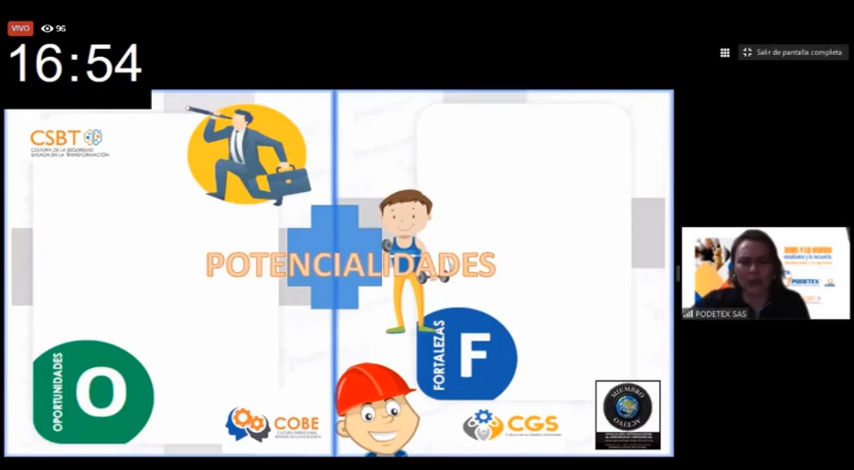 VIVO
96
16:54
Salir de pantalla completa
CSBT
CULTURA DE LA SEGURIDAD
BASADA EN LA TRANSFORMACIÓN
POTENCIALIDADES
OPORTUNIDADES
O
FORTALEZAS
F
COBE
CGS
MIEMBRO
ACTIVO
PODETEX
PODETEX SAS